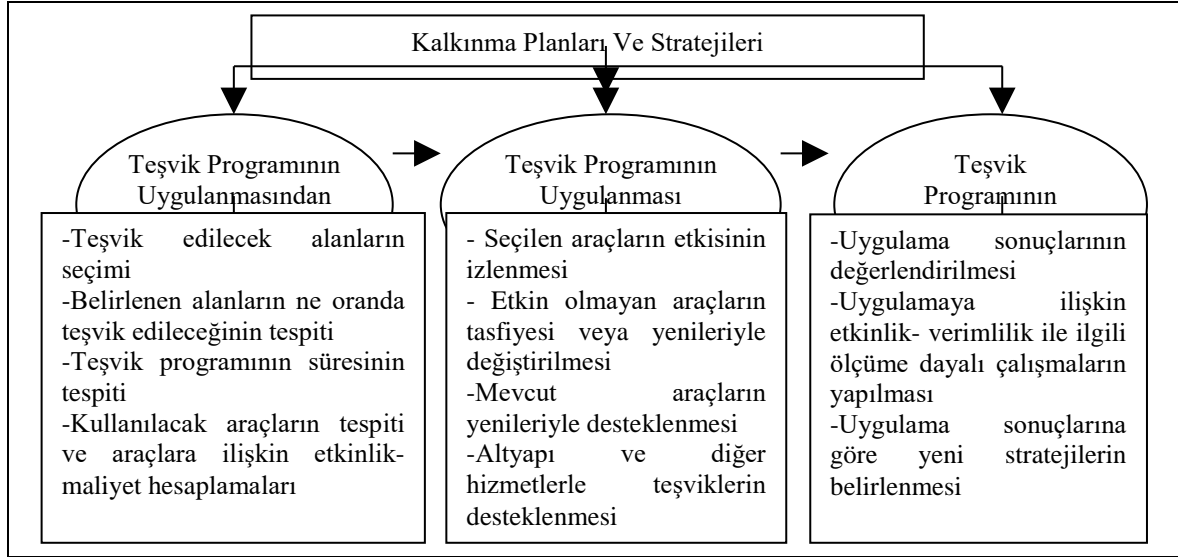 Kalkınma Planları Ve Stratejileri
Teşvik Programının
Uygulanmasından
-Teşvik edilecek alanların
seçimi
-Belirlenen alanların ne oranda
teşvik edileceğinin tespiti
-Teşvik programının süresinin
tespiti
-Kullanılacak araçların tespiti
ve araçlara ilişkin etkinlik-
maliyet hesaplamaları
Teşvik Programının
Uygulanması
- Seçilen araçların etkisinin
izlenmesi
- Etkin olmayan araçların
tasfiyesi veya yenileriyle
değiştirilmesi
-Mevcut araçların
yenileriyle desteklenmesi
-Altyapı ve diğer
hizmetlerle teşviklerin
desteklenmesi
Teşvik
Programının
-Uygulama sonuçlarının
değerlendirilmesi
-Uygulamaya ilişkin
etkinlik- verimlilik ile ilgili
ölçüme dayalı çalışmaların
yapılması
-Uygulama sonuçlarına
göre yeni stratejilerin
belirlenmesi